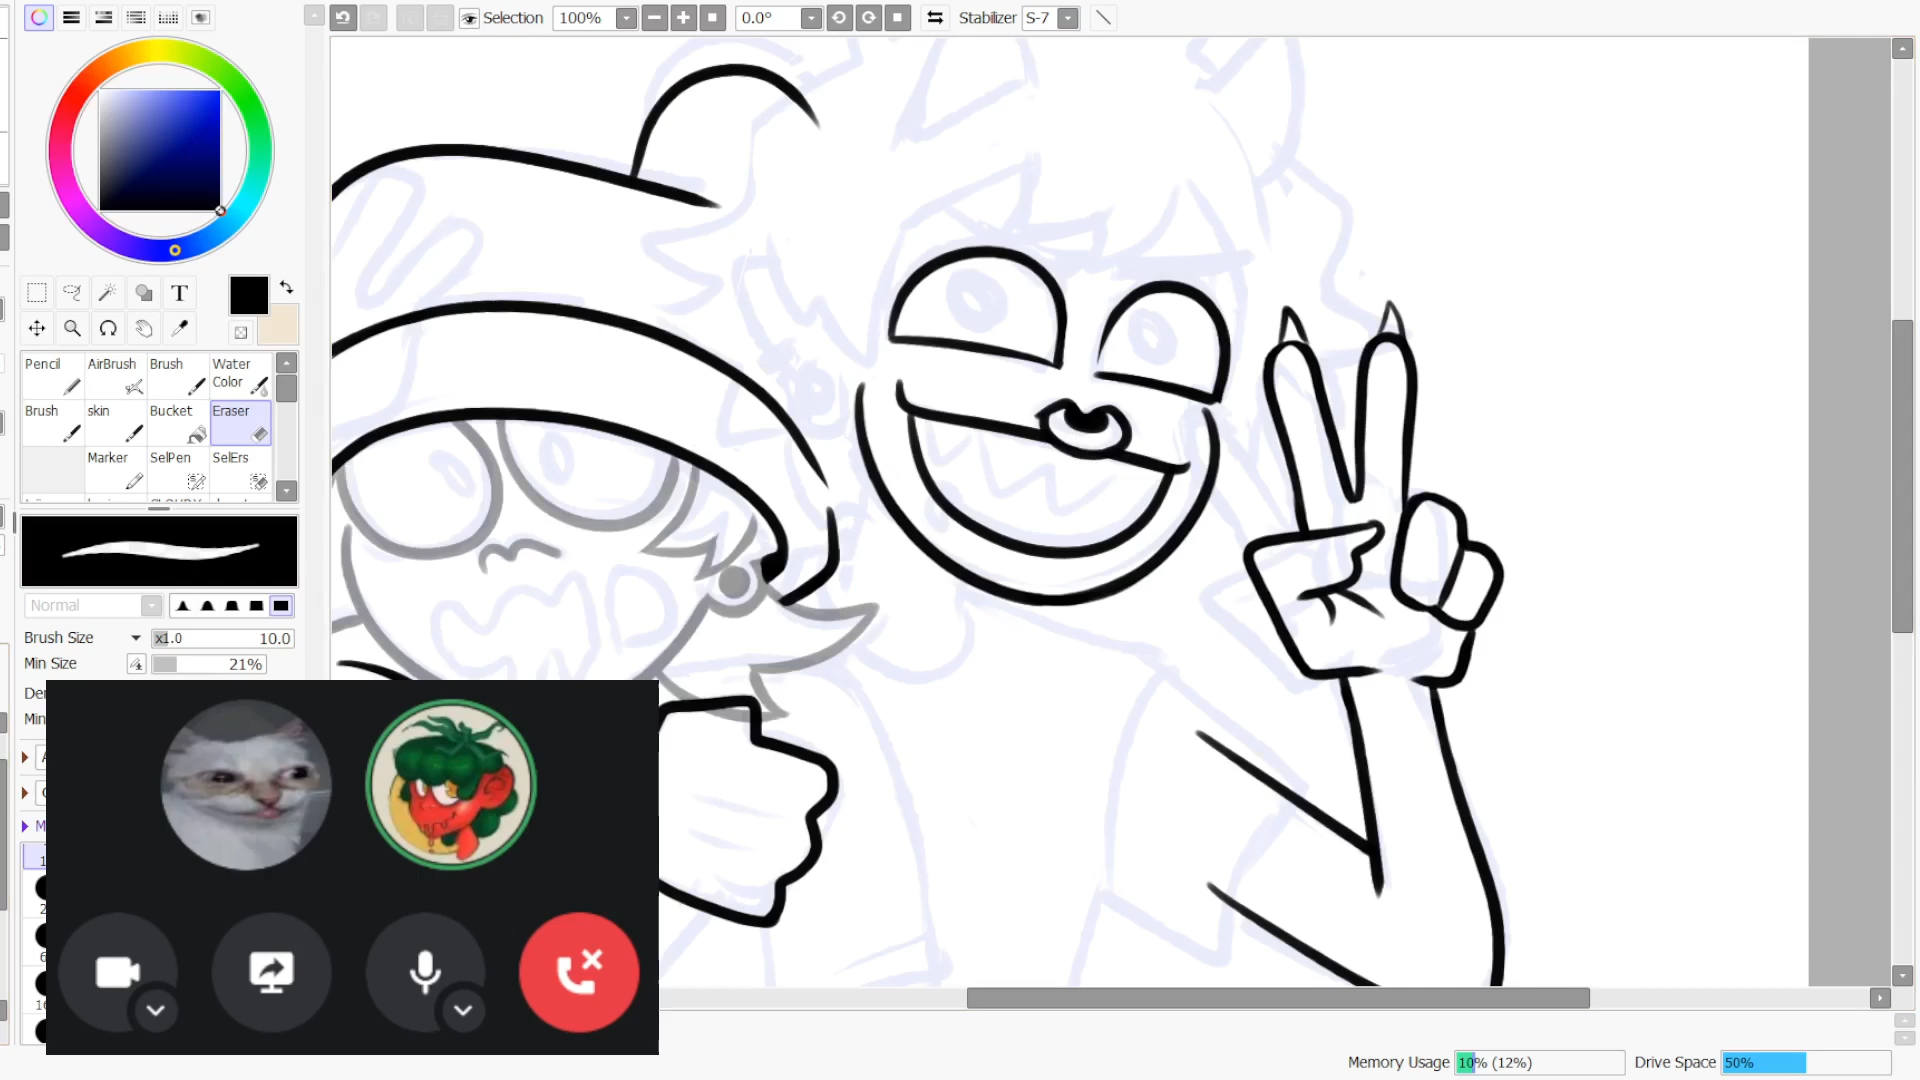 Selection 100% 0.0° Stabilizer S-7
T
Pencil AirBrush Brush Water Color
Brush skin Bucket Eraser
Marker SelPen SelErs
Normal
Brush Size x1.0 10.0
Min Size 21%
Memory Usage 10% (12%) Drive Space 50%